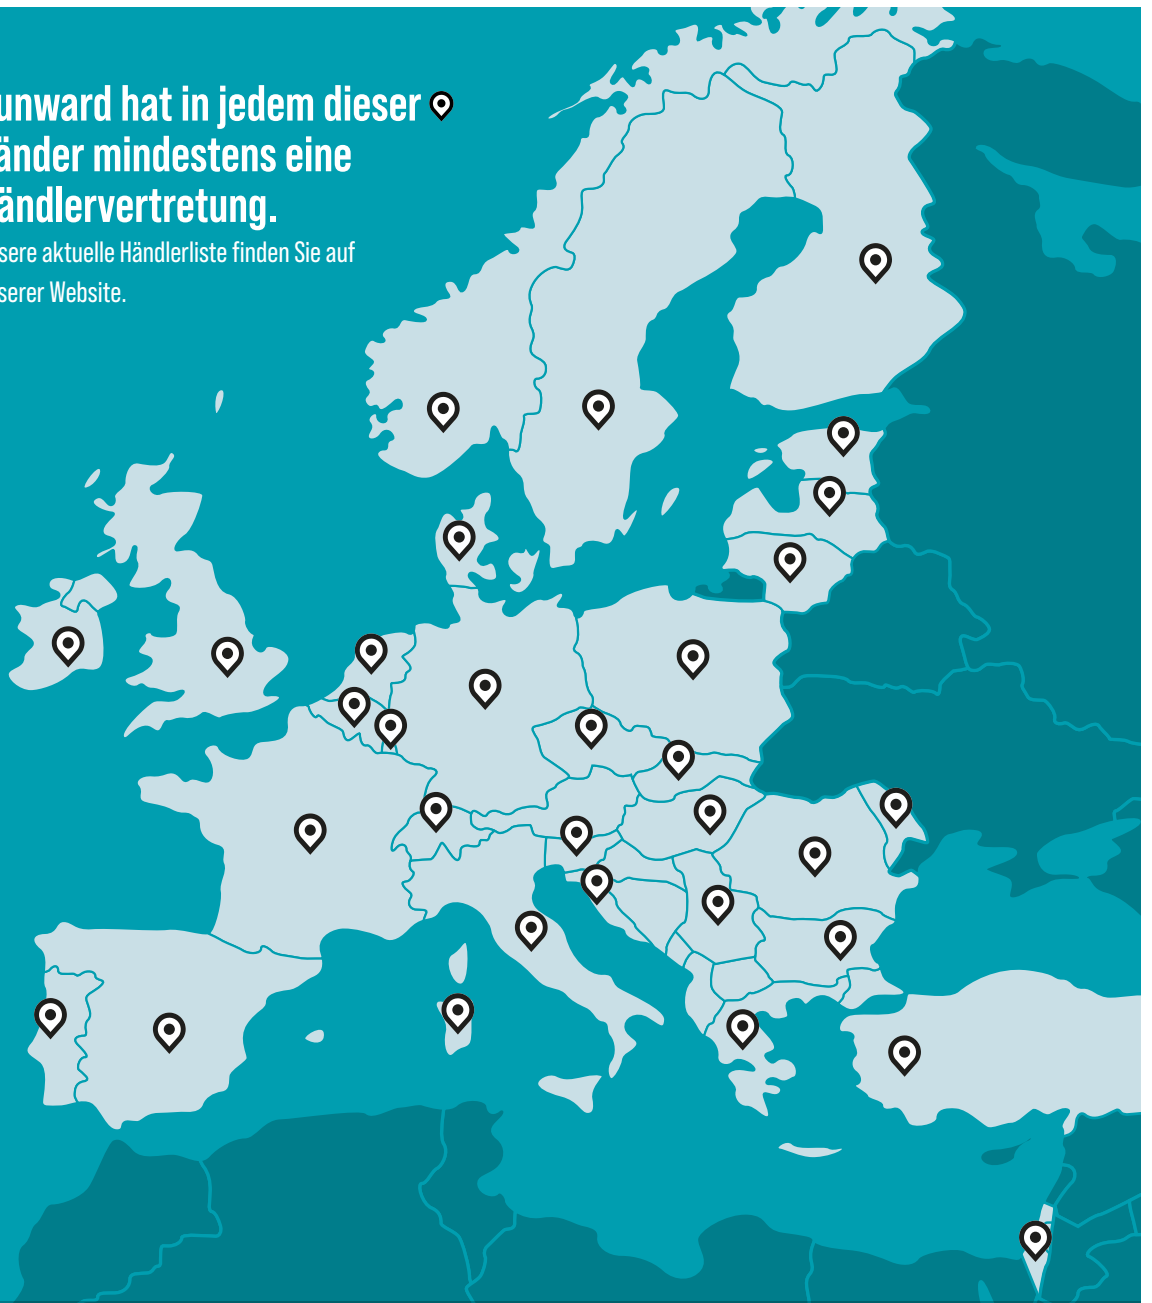 unward hat in jedem dieser
änder mindestens eine
ändlervertretung.
sere aktuelle Händlerliste finden Sie auf
serer Website.